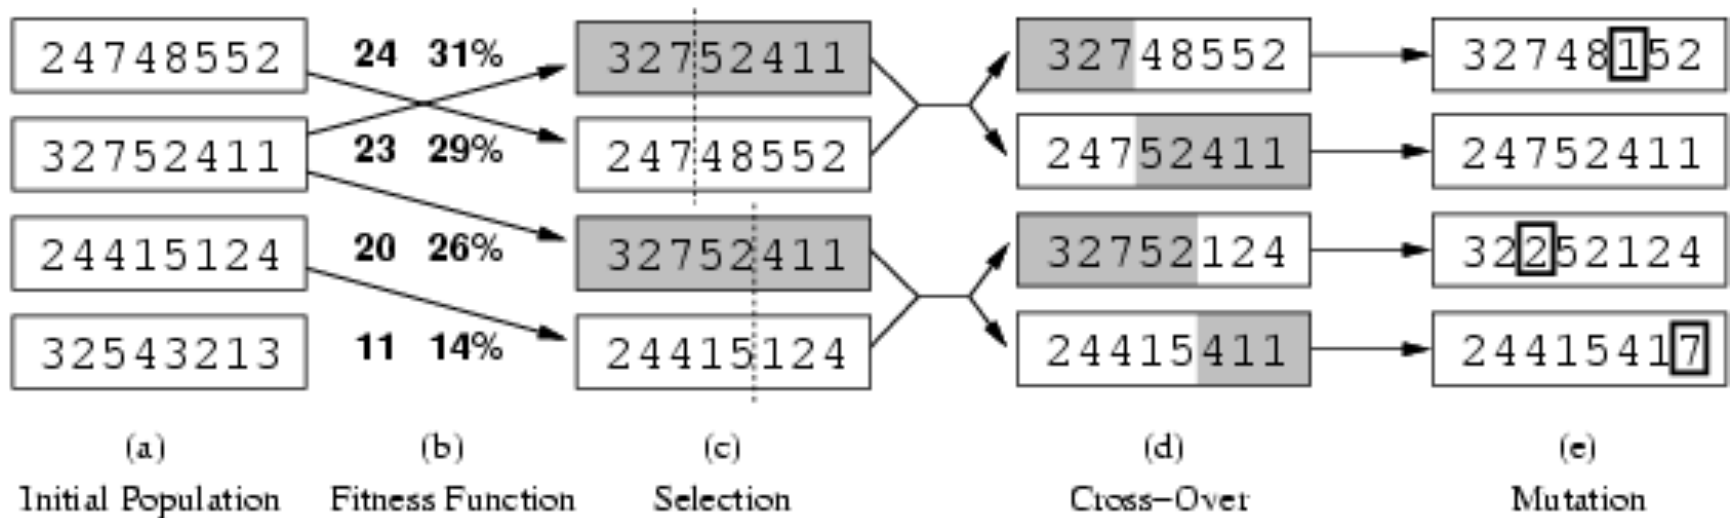 24748552 24 31% 32752411 32748552 32748152
32752411 23 29% 24748552 24752411 24752411
24415124 20 26% 32752411 32752124 32252124
32543213 11 14% 24415124 24415411 24415417
(a) (b) (c) (d) (e)
Initial Population Fitness Function Selection Cross–Over Mutation